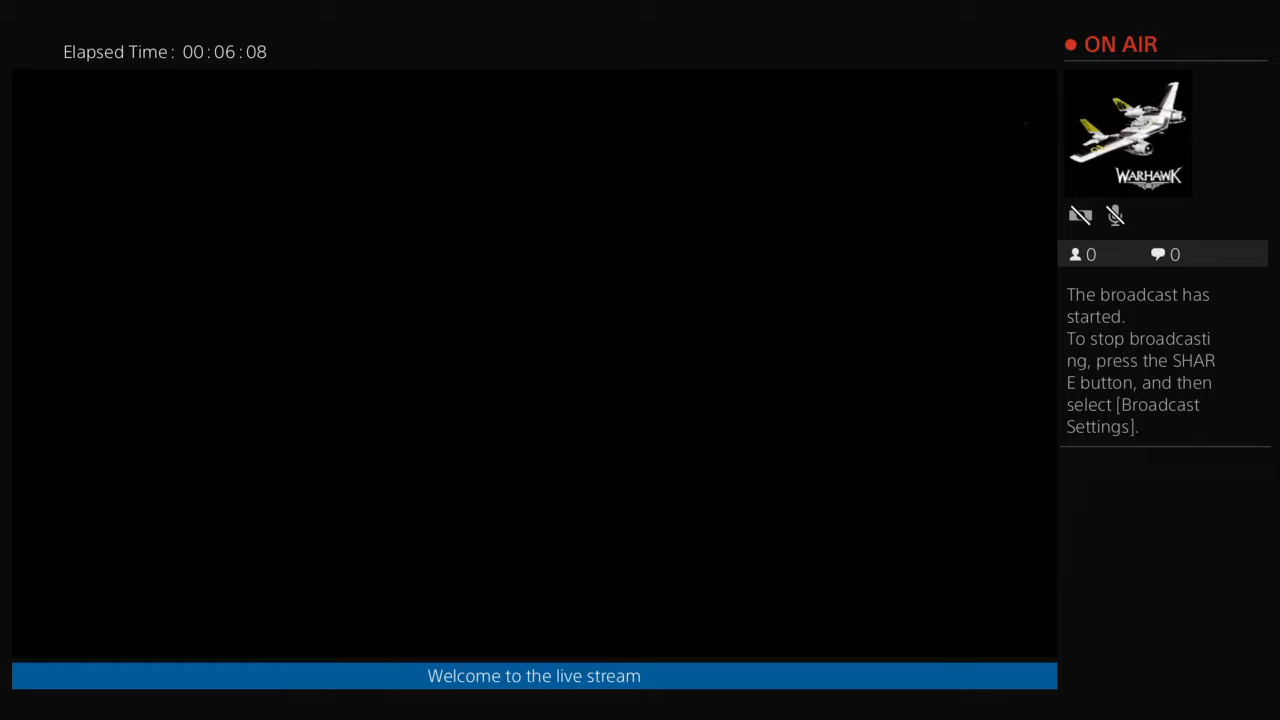 Elapsed Time: 00:06:08
ON AIR
WARHAWK
0 0
The broadcast has
started.
To stop broadcasti
ng, press the SHAR
E button, and then
select [Broadcast
Settings].
Welcome to the live stream